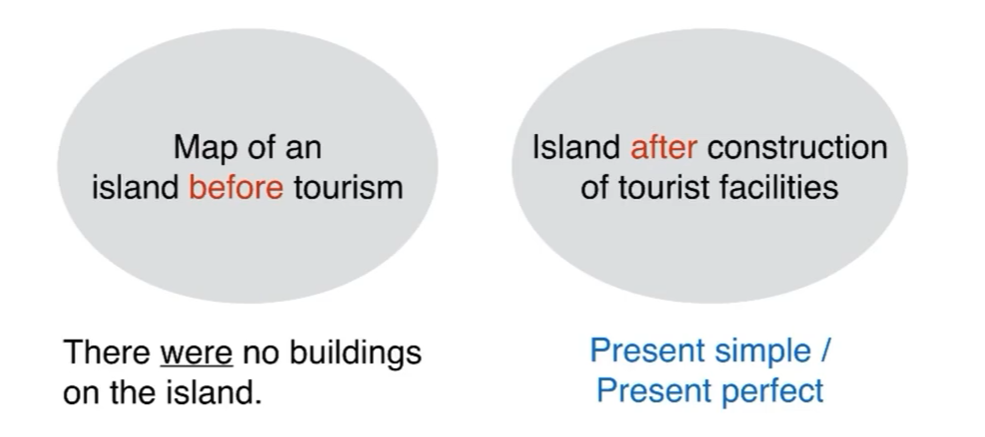 Map of an
island before tourism
Island after construction
of tourist facilities
There were no buildings
on the island.
Present simple /
Present perfect